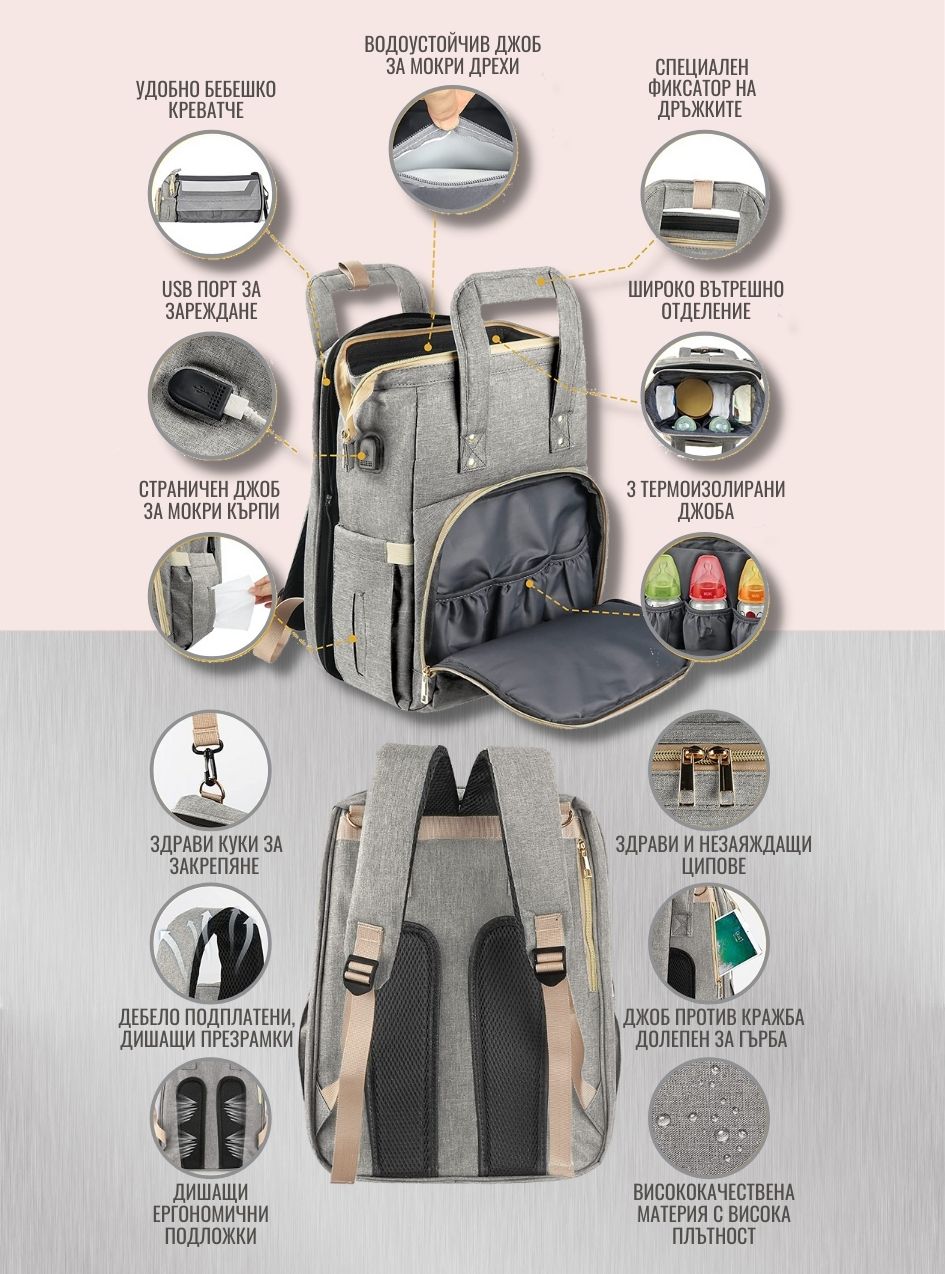 ВОДОУСТОЙЧИВ ДЖОБ
ЗА МОКРИ ДРЕХИ
УДОБНО БЕБЕШКО
КРЕВАТЧЕ
СПЕЦИАЛЕН
ФИКСАТОР НА
ДРЪЖКИТЕ
USB ПОРТ ЗА
ЗАРЕЖДАНЕ
ШИРОКО ВЪТРЕШНО
ОТДЕЛЕНИЕ
СТРАНИЧЕН ДЖОБ
ЗА МОКРИ КЪРПИ
3 ТЕРМОИЗОЛИРАНИ
ДЖОБА
ЗДРАВИ КУКИ ЗА
ЗАКРЕПЯНЕ
ЗДРАВИ И НЕЗАЯЖДАЩИ
ЦИПОВЕ
ДЕБЕЛО ПОДПЛАТЕНИ,
ДИШАЩИ ПРЕЗРАМКИ
ДЖОБ ПРОТИВ КРАЖБА
ДОЛЕПЕН ЗА ГЪРБА
ДИШАЩИ
ЕРГОНОМИЧНИ
ПОДЛОЖКИ
ВИСОКОКАЧЕСТВЕНА
МАТЕРИЯ С ВИСОКА
ПЛЪТНОСТ